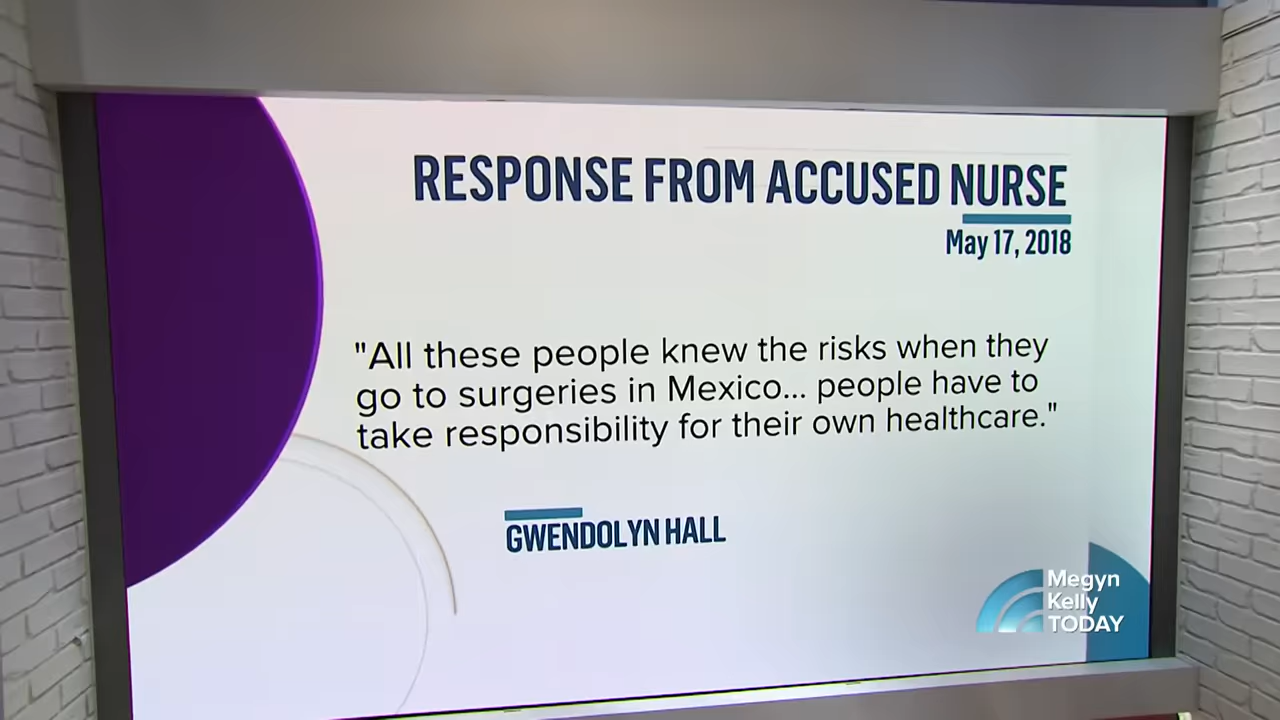 RESPONSE FROM ACCUSED NURSE
May 17, 2018
"All these people knew the risks when they
go to surgeries in Mexico... people have to
take responsibility for their own healthcare."
GWENDOLYN HALL
Megyn
Kelly
TODAY